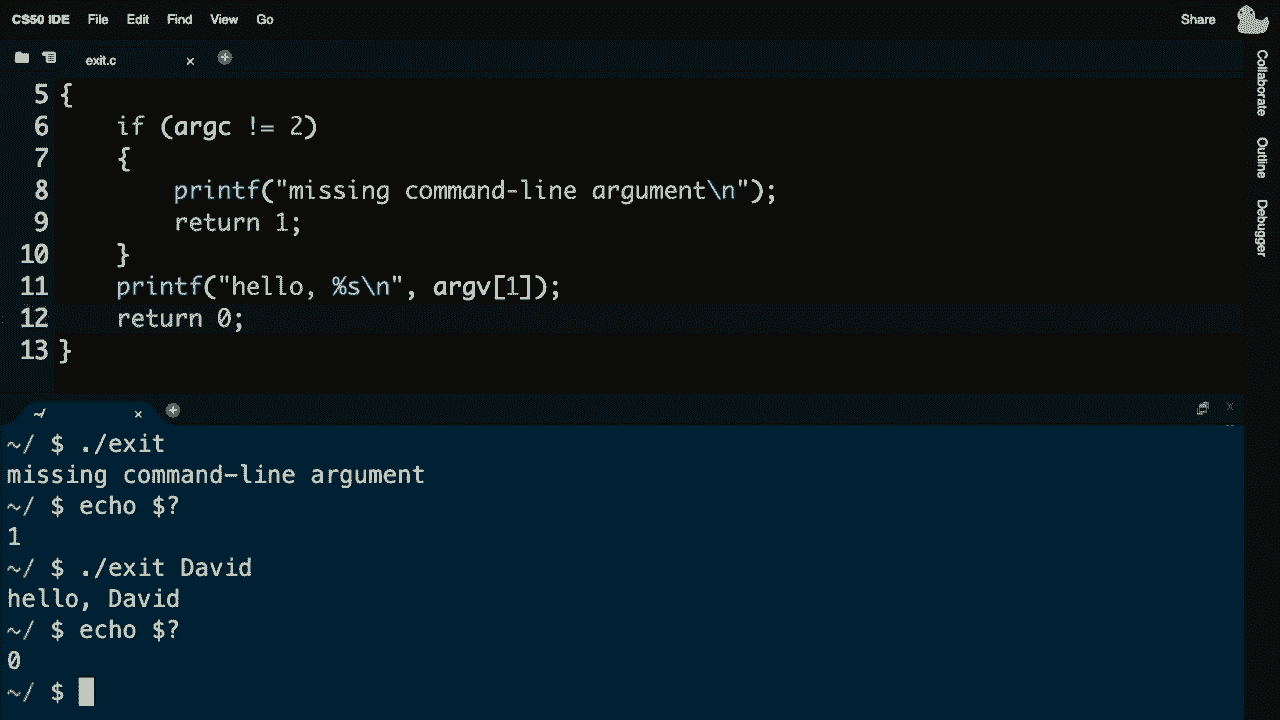 CS50 IDE File Edit Find View Go Share
exit.c
Collaborate
Outline
Debugger
5 {
6 if (argc != 2)
7 {
8 printf("missing command-line argument\n");
9 return 1;
10 }
11 printf("hello, %s\n", argv[1]);
12 return 0;
13 }
~/ $ ./exit
missing command-line argument
~/ $ echo $?
1
~/ $ ./exit David
hello, David
~/ $ echo $?
0
~/ $